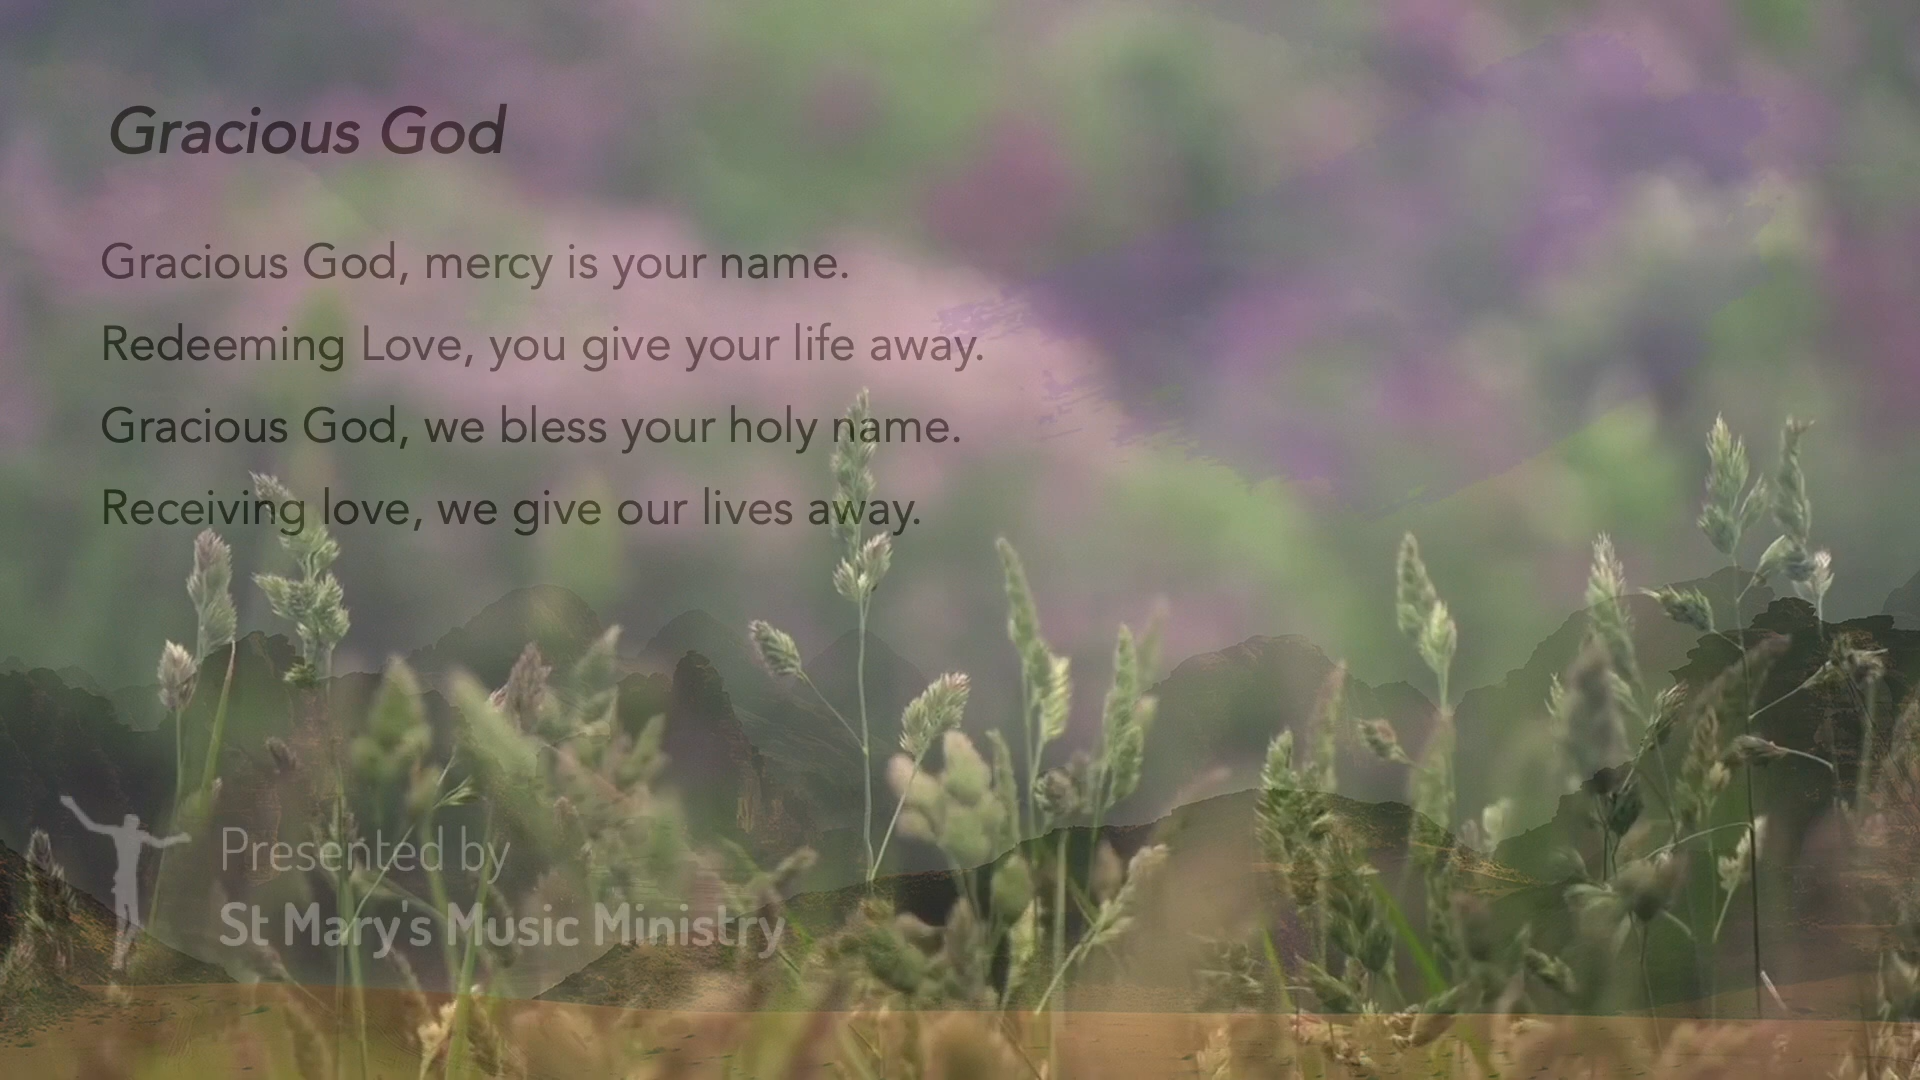 Gracious God
Gracious God, mercy is your name.
Redeeming Love, you give your life away.
Gracious God, we bless your holy name.
Receiving love, we give our lives away.
Presented by
St Mary's Music Ministry